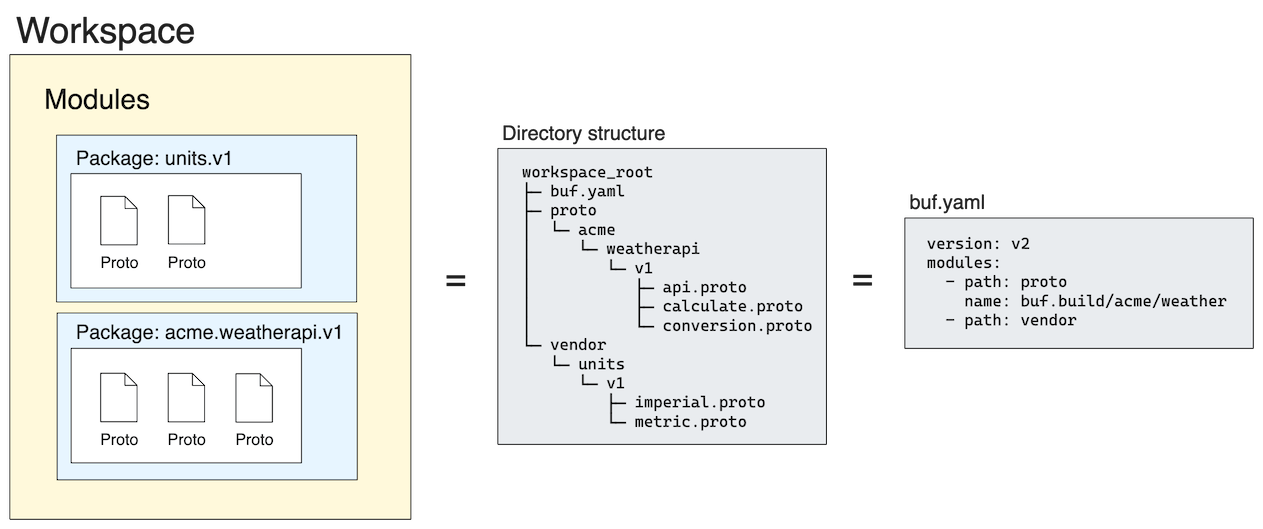 Workspace
Modules
Package: units.v1
Proto Proto
Package: acme.weatherapi.v1
Proto Proto Proto
=
Directory structure
workspace_root
├─ buf.yaml
├─ proto
│  └─ acme
│     └─ weatherapi
│        └─ v1
│           ├─ api.proto
│           ├─ calculate.proto
│           └─ conversion.proto
└─ vendor
   └─ units
      └─ v1
         ├─ imperial.proto
         └─ metric.proto
=
buf.yaml
version: v2
modules:
  - path: proto
    name: buf.build/acme/weather
  - path: vendor